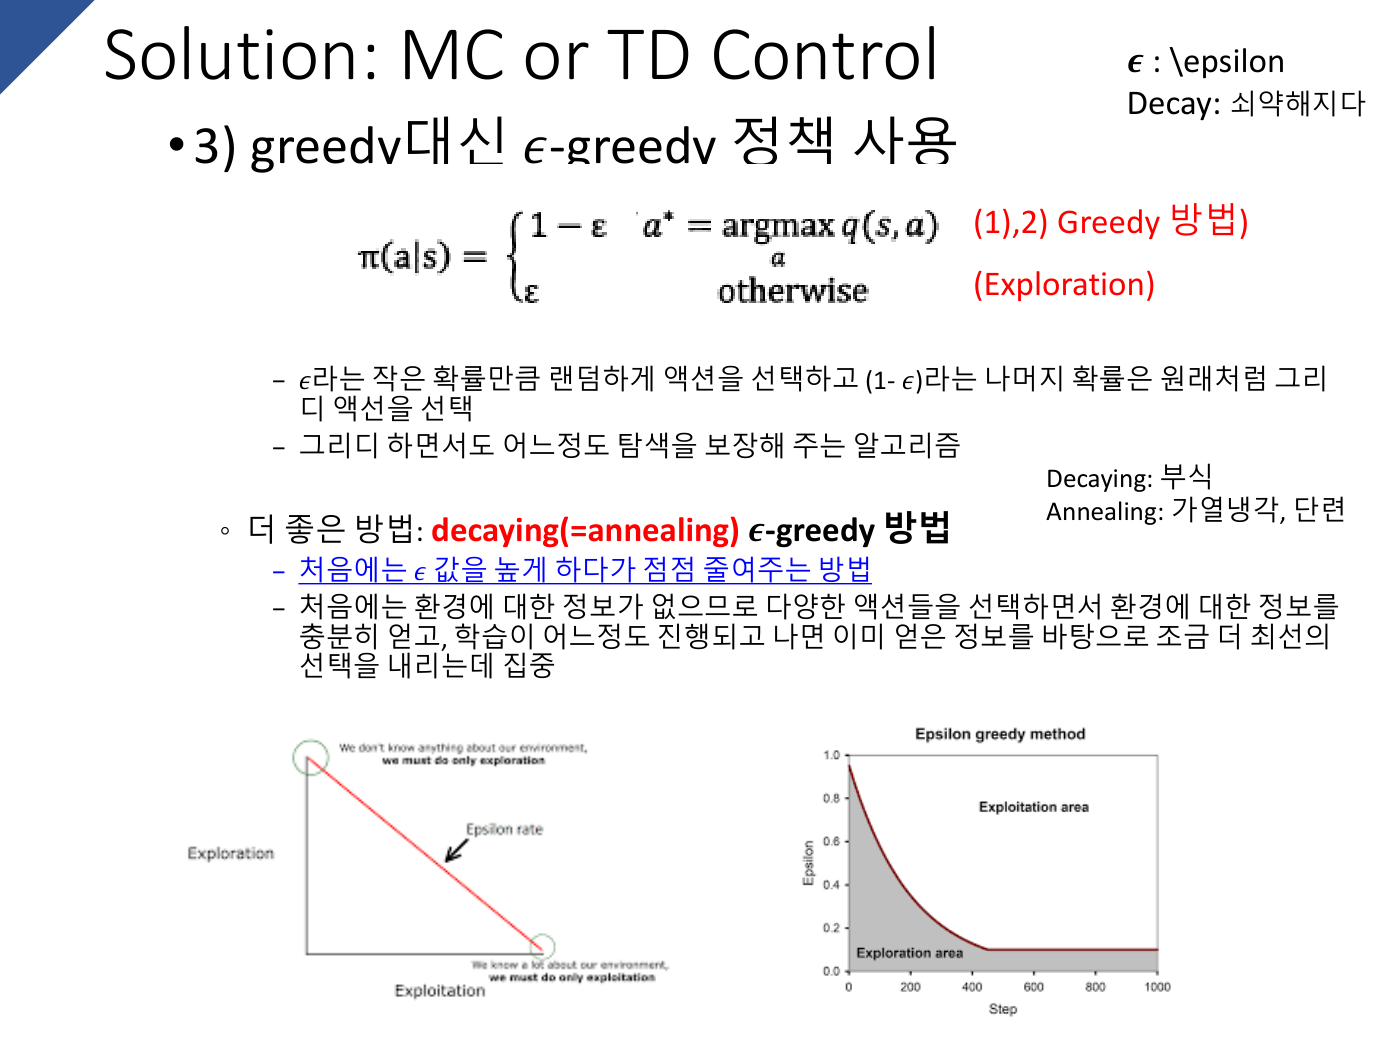 Solution: MC or TD Control
ϵ : \epsilon
Decay: 쇠약해지다
•3) greedy대신 ϵ-greedy 정책 사용
π(a|s) = { 1 − ε a* = argmax q(s, a)
a
ε otherwise
(1),2) Greedy 방법)
(Exploration)
– ϵ라는 작은 확률만큼 랜덤하게 액션을 선택하고 (1- ϵ)라는 나머지 확률은 원래처럼 그리
디 액선을 선택
– 그리디 하면서도 어느정도 탐색을 보장해 주는 알고리즘
Decaying: 부식
Annealing: 가열냉각, 단련
◦ 더 좋은 방법: decaying(=annealing) ϵ-greedy 방법
– 처음에는 ϵ 값을 높게 하다가 점점 줄여주는 방법
– 처음에는 환경에 대한 정보가 없으므로 다양한 액션들을 선택하면서 환경에 대한 정보를
충분히 얻고, 학습이 어느정도 진행되고 나면 이미 얻은 정보를 바탕으로 조금 더 최선의
선택을 내리는데 집중
We don't know anything about our environment,
we must do only exploration
Epsilon rate
Exploration
We know a lot about our environment,
we must do only exploitation
Exploitation
Epsilon greedy method
1.0
0.8
0.6
0.4
0.2
0.0
Epsilon
Exploitation area
Exploration area
0 200 400 600 800 1000
Step